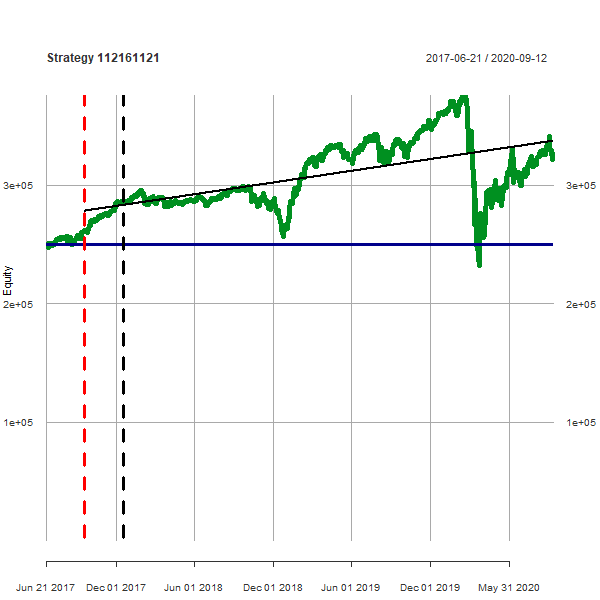 Strategy 112161121
2017-06-21 / 2020-09-12
3e+05
3e+05
Equity
2e+05
2e+05
1e+05
1e+05
Jun 21 2017
Dec 01 2017
Jun 01 2018
Dec 01 2018
Jun 01 2019
Dec 01 2019
May 31 2020